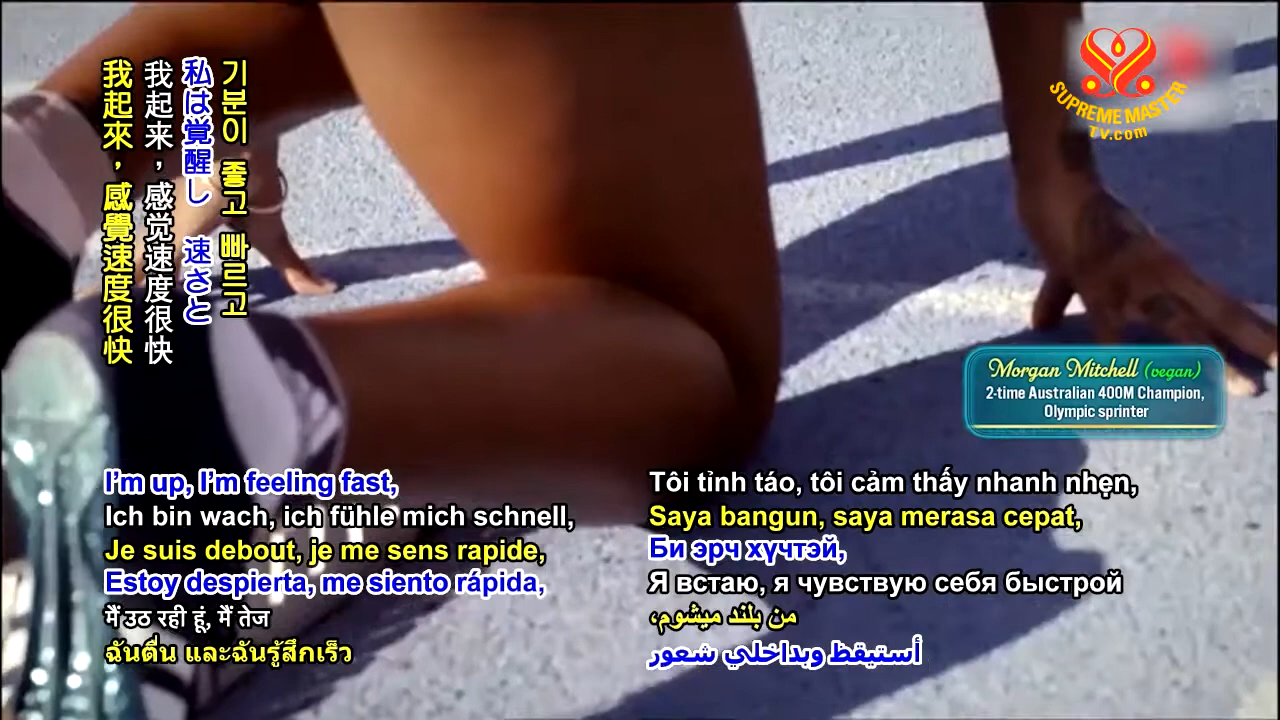 기분이 좋고 빠르고
私は覚醒し 速さと
我起来，感觉速度很快
我起來，感覺速度很快
SUPREME MASTER
TV.com
Morgan Mitchell (vegan)
2-time Australian 400M Champion,
Olympic sprinter
I'm up, I'm feeling fast,
Ich bin wach, ich fühle mich schnell,
Je suis debout, je me sens rapide,
Estoy despierta, me siento rápida,
मैं उठ रही हूं, मैं तेज
ฉันตื่น และฉันรู้สึกเร็ว
Tôi tỉnh táo, tôi cảm thấy nhanh nhẹn,
Saya bangun, saya merasa cepat,
Би эрч хүчтэй,
Я встаю, я чувствую себя быстрой
من بلند میشوم،
أستيقظ وبداخلي شعور